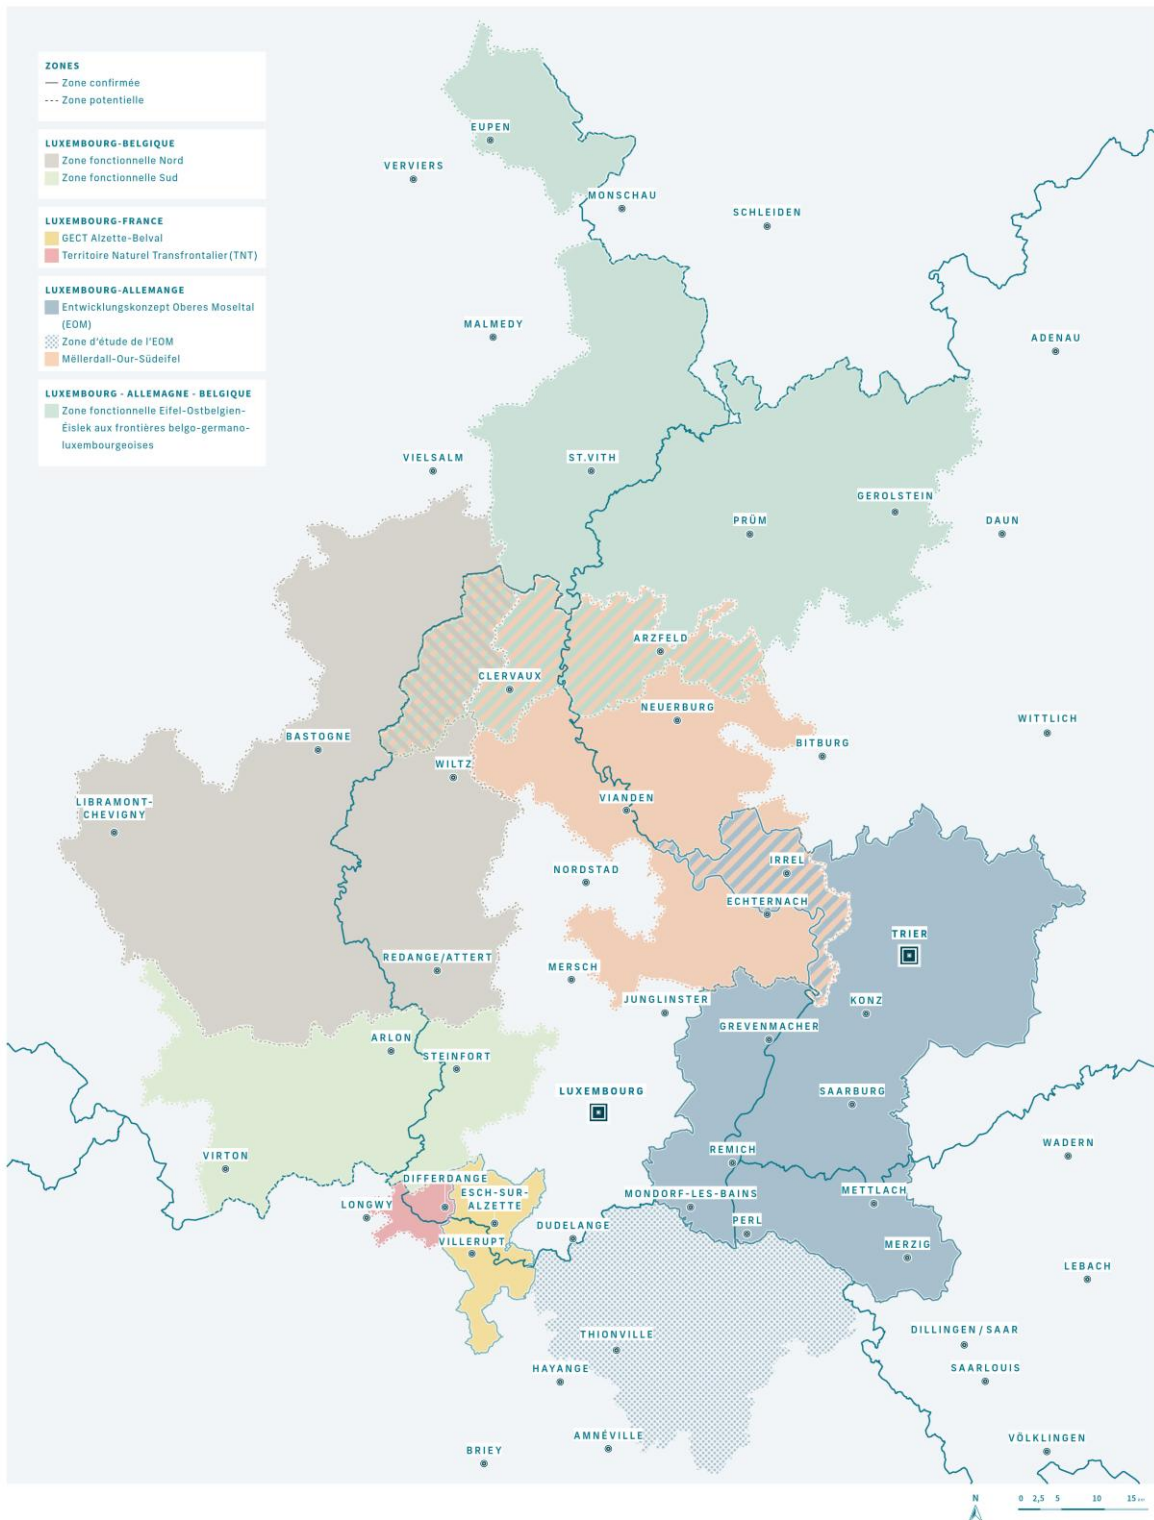 ZONES
Zone confirmée
Zone potentielle
LUXEMBOURG-BELGIQUE
Zone fonctionnelle Nord
Zone fonctionnelle Sud
LUXEMBOURG-FRANCE
GECT Alzette-Belval
Territoire Naturel Transfrontalier (TNT)
LUXEMBOURG-ALLEMANGE
Entwicklungskonzept Oberes Moseltal
(EOM)
Zone d'étude de l'EOM
Mëllerdall-Our-Südeifel
LUXEMBOURG - ALLEMAGNE - BELGIQUE
Zone fonctionnelle Eifel-Ostbelgien-
Éislek aux frontières belgo-germano-
luxembourgeoises
EUPEN
VERVIERS
MONSCHAU
SCHLEIDEN
MALMEDY
ADENAU
VIELSALM
ST.VITH
GEROLSTEIN
PRÜM
DAUN
ARZFELD
CLERVAUX
NEUERBURG
WITTLICH
BASTOGNE
BITBURG
WILTZ
LIBRAMONT-
CHEVIGNY
VIANDEN
IRREL
NORDSTAD
ECHTERNACH
TRIER
REDANGE/ATTERT
MERSCH
JUNGLINSTER
KONZ
GREVENMACHER
ARLON
STEINFORT
LUXEMBOURG
SAARBURG
WADERN
VIRTON
REMICH
DIFFERDANGE
ESCH-SUR-
ALZETTE
MONDORF-LES-BAINS
METTLACH
LONGWY
DUDELANGE
PERL
VILLERUPT
MERZIG
LEBACH
THIONVILLE
DILLINGEN / SAAR
HAYANGE
SAARLOUIS
AMNÉVILLE
VÖLKLINGEN
BRIEY
N
0 2,5 5 10 15 km